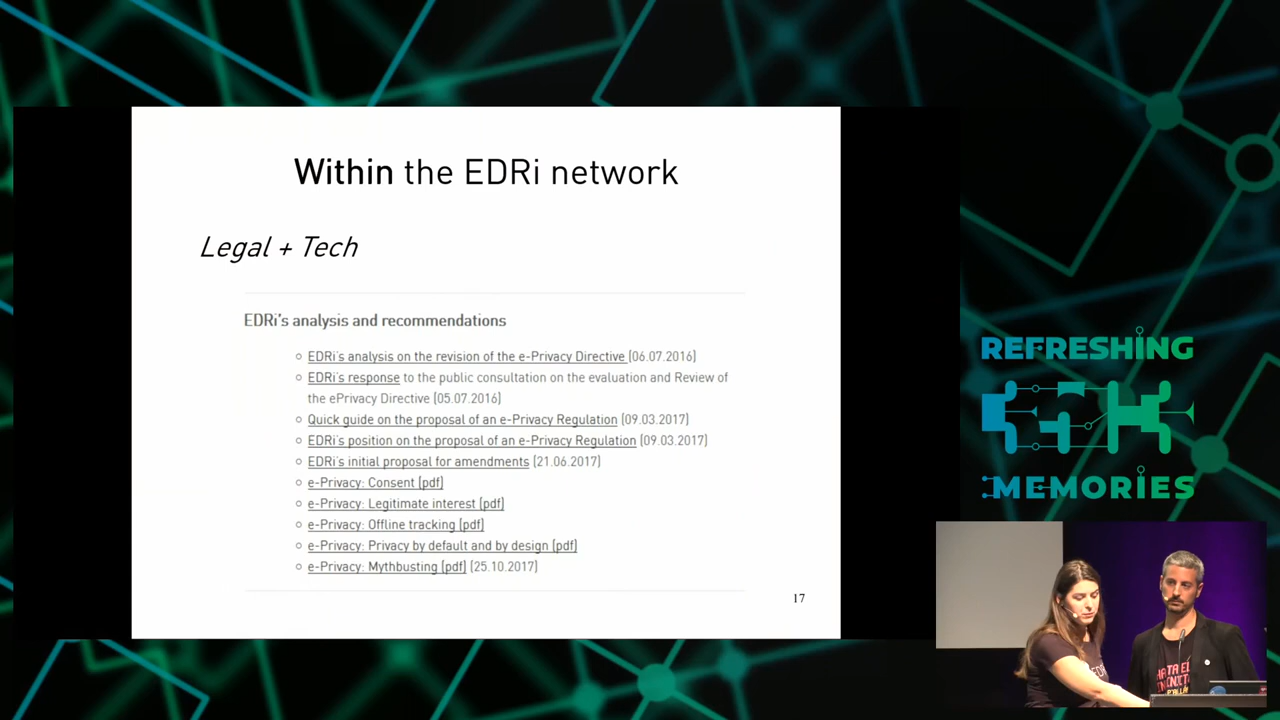 Within the EDRi network
Legal + Tech
EDRi's analysis and recommendations
EDRi's analysis on the revision of the e-Privacy Directive (06.07.2016)
EDRi's response to the public consultation on the evaluation and Review of
the ePrivacy Directive (05.07.2016)
Quick guide on the proposal of an e-Privacy Regulation (09.03.2017)
EDRi's position on the proposal of an e-Privacy Regulation (09.03.2017)
EDRi's initial proposal for amendments (21.06.2017)
e-Privacy: Consent (pdf)
e-Privacy: Legitimate interest (pdf)
e-Privacy: Offline tracking (pdf)
e-Privacy: Privacy by default and by design (pdf)
e-Privacy: Mythbusting (pdf) (25.10.2017)
17
REFRESHING
MEMORIES